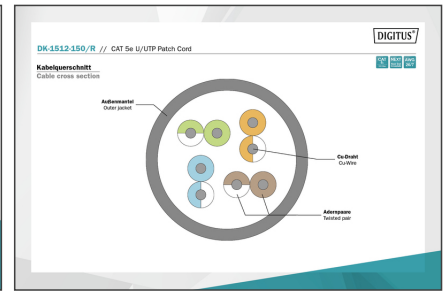 DIGITUS®
DK-1512-150/R // CAT 5e U/UTP Patch Cord
Kabelquerschnitt
Cable cross section
Außenmantel
Outer jacket
Cu-Draht
Cu-Wire
Adernpaare
Twisted pair